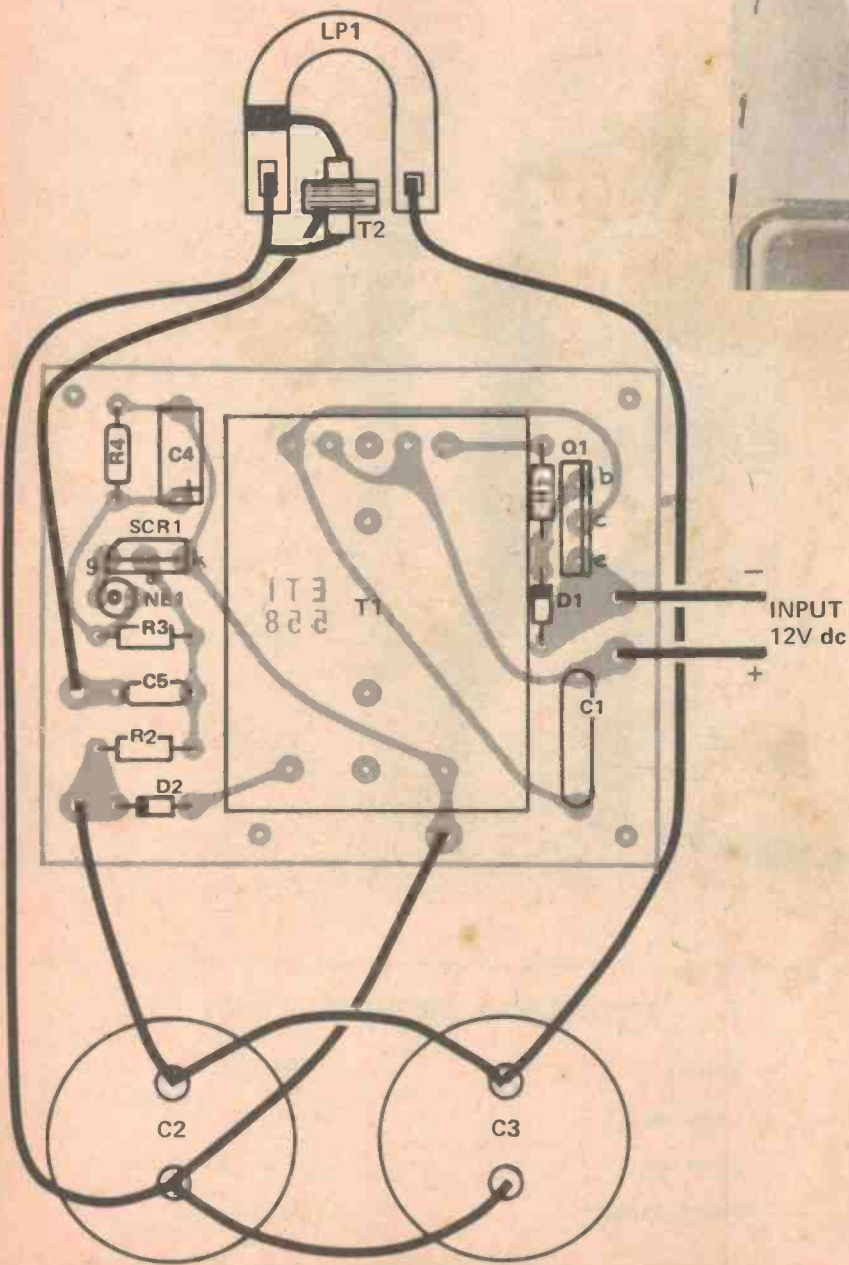 LP1
T2
R4
C4
+
Q1
b
c
e
SCR1
g
k
a
NE1
R3
ETI
558
T1
D1
−
INPUT
12V dc
+
C5
C1
R2
D2
C2
C3